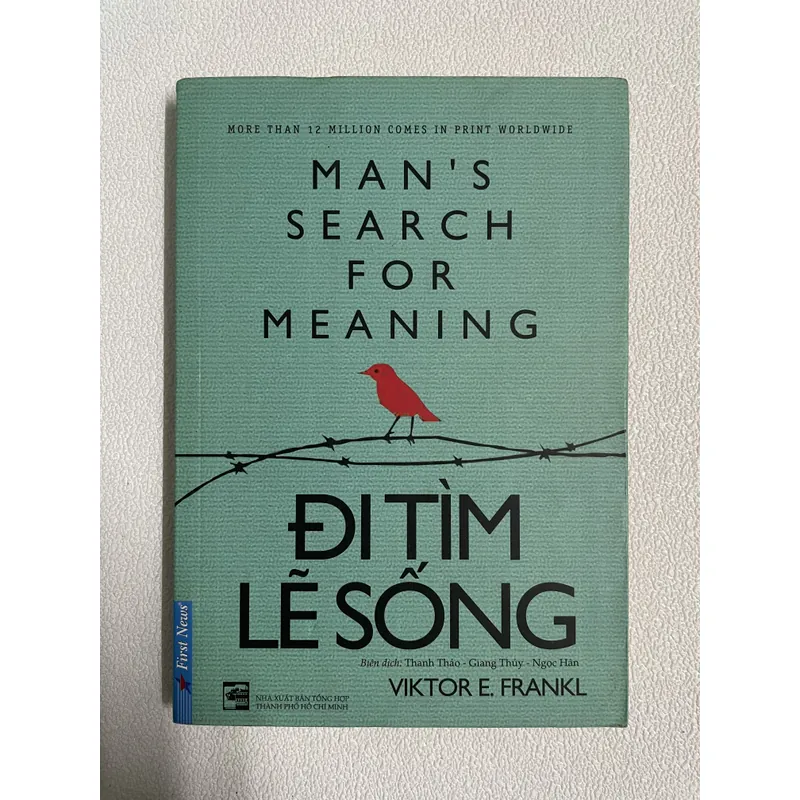 MORE THAN 12 MILLION COMES IN PRINT WORLDWIDE
MAN'S
SEARCH
FOR
MEANING
ĐI TÌM
LẼ SỐNG
Biên dịch: Thanh Thảo - Giang Thủy - Ngọc Hân
VIKTOR E. FRANKL
First News
NHÀ XUẤT BẢN TỔNG HỢP
THÀNH PHỐ HỒ CHÍ MINH